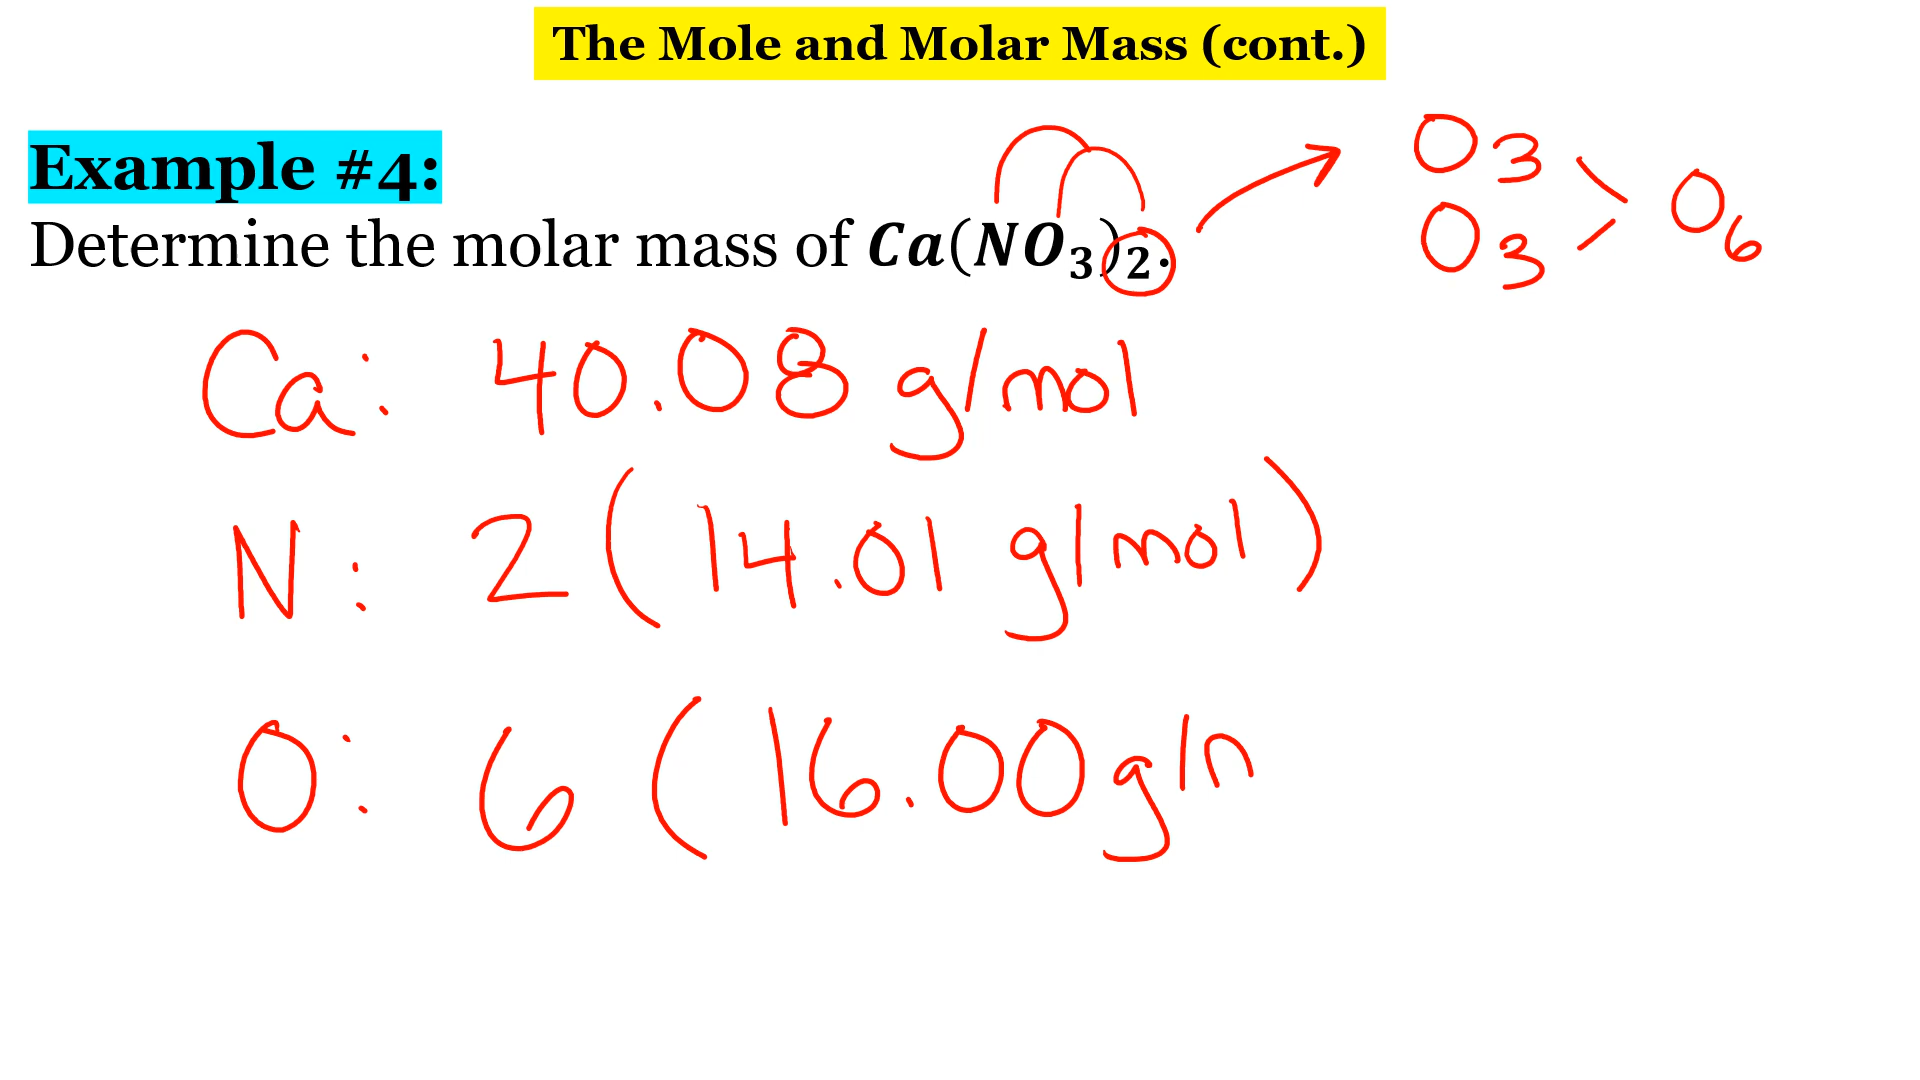 The Mole and Molar Mass (cont.)
Example #4:
Determine the molar mass of Ca(NO₃)₂.
O₃
O₃ > O₆
Ca: 40.08 g/mol
N: 2 (14.01 g/mol)
O: 6 (16.00 g/n